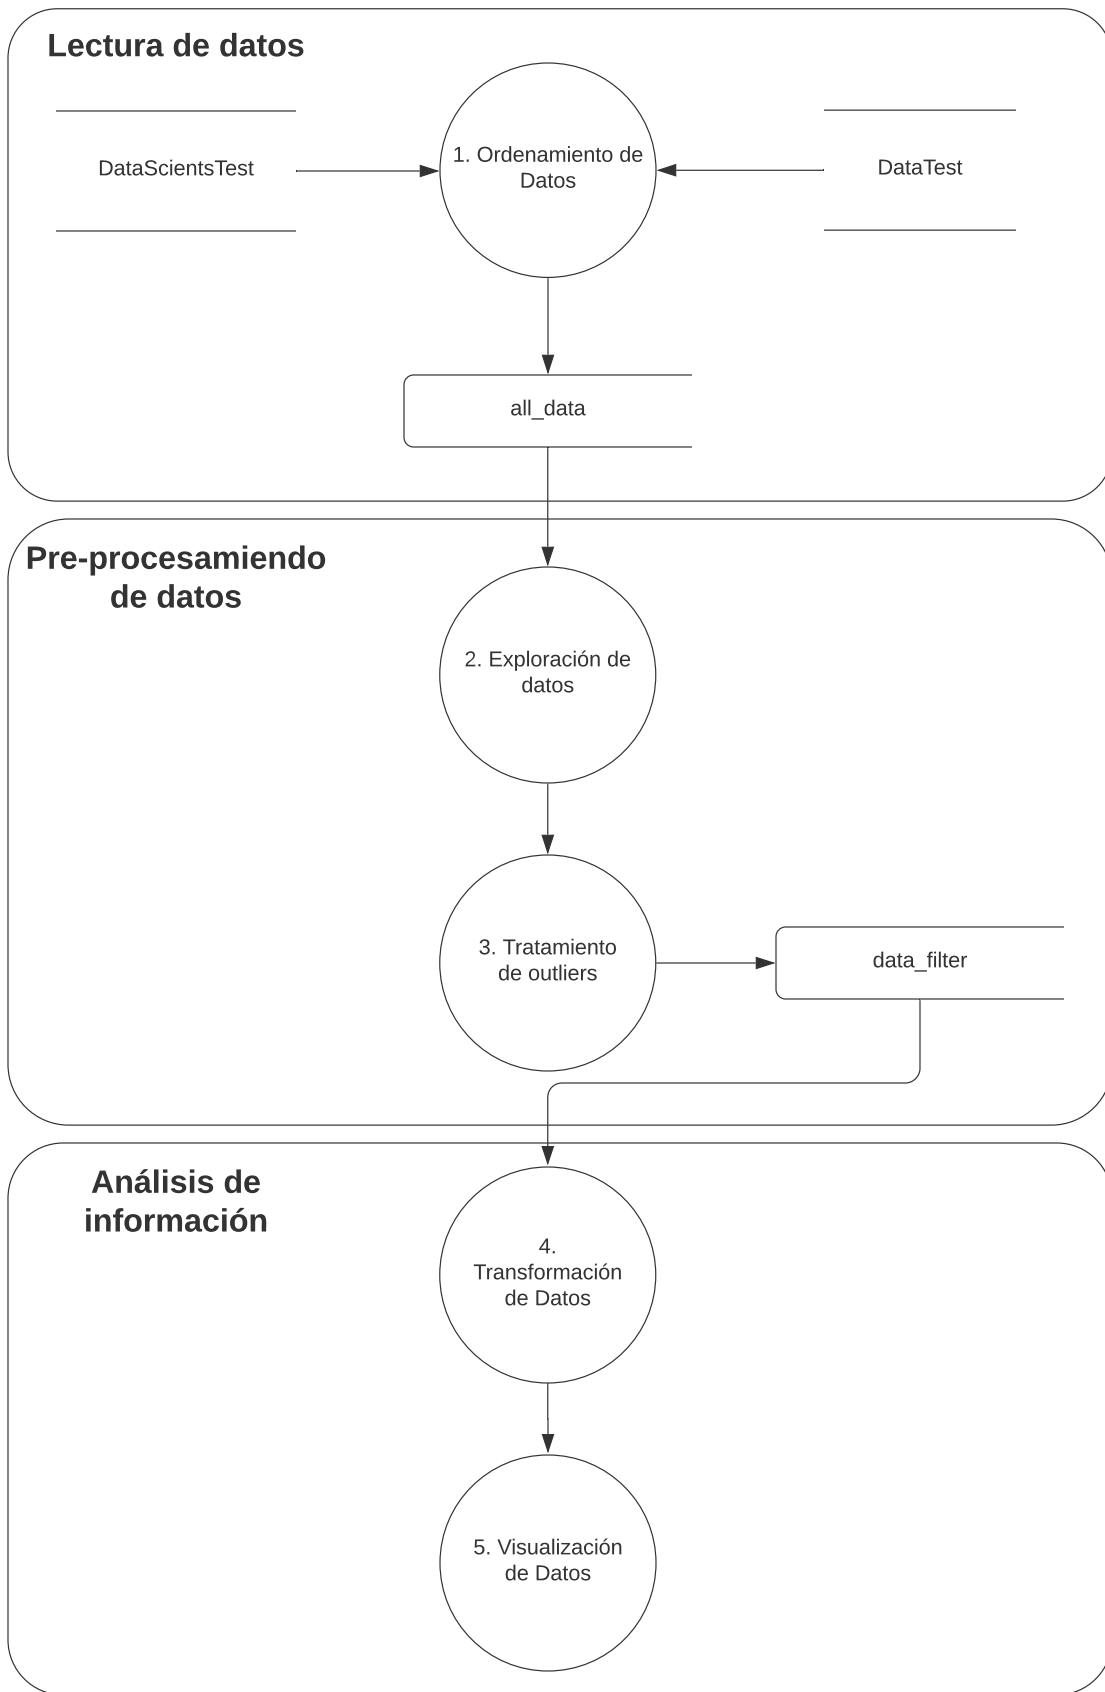 Lectura de datos
DataScientsTest
1. Ordenamiento de
Datos
DataTest
all_data
Pre-procesamiendo
de datos
2. Exploración de
datos
3. Tratamiento
de outliers
data_filter
Análisis de
información
4.
Transformación
de Datos
5. Visualización
de Datos